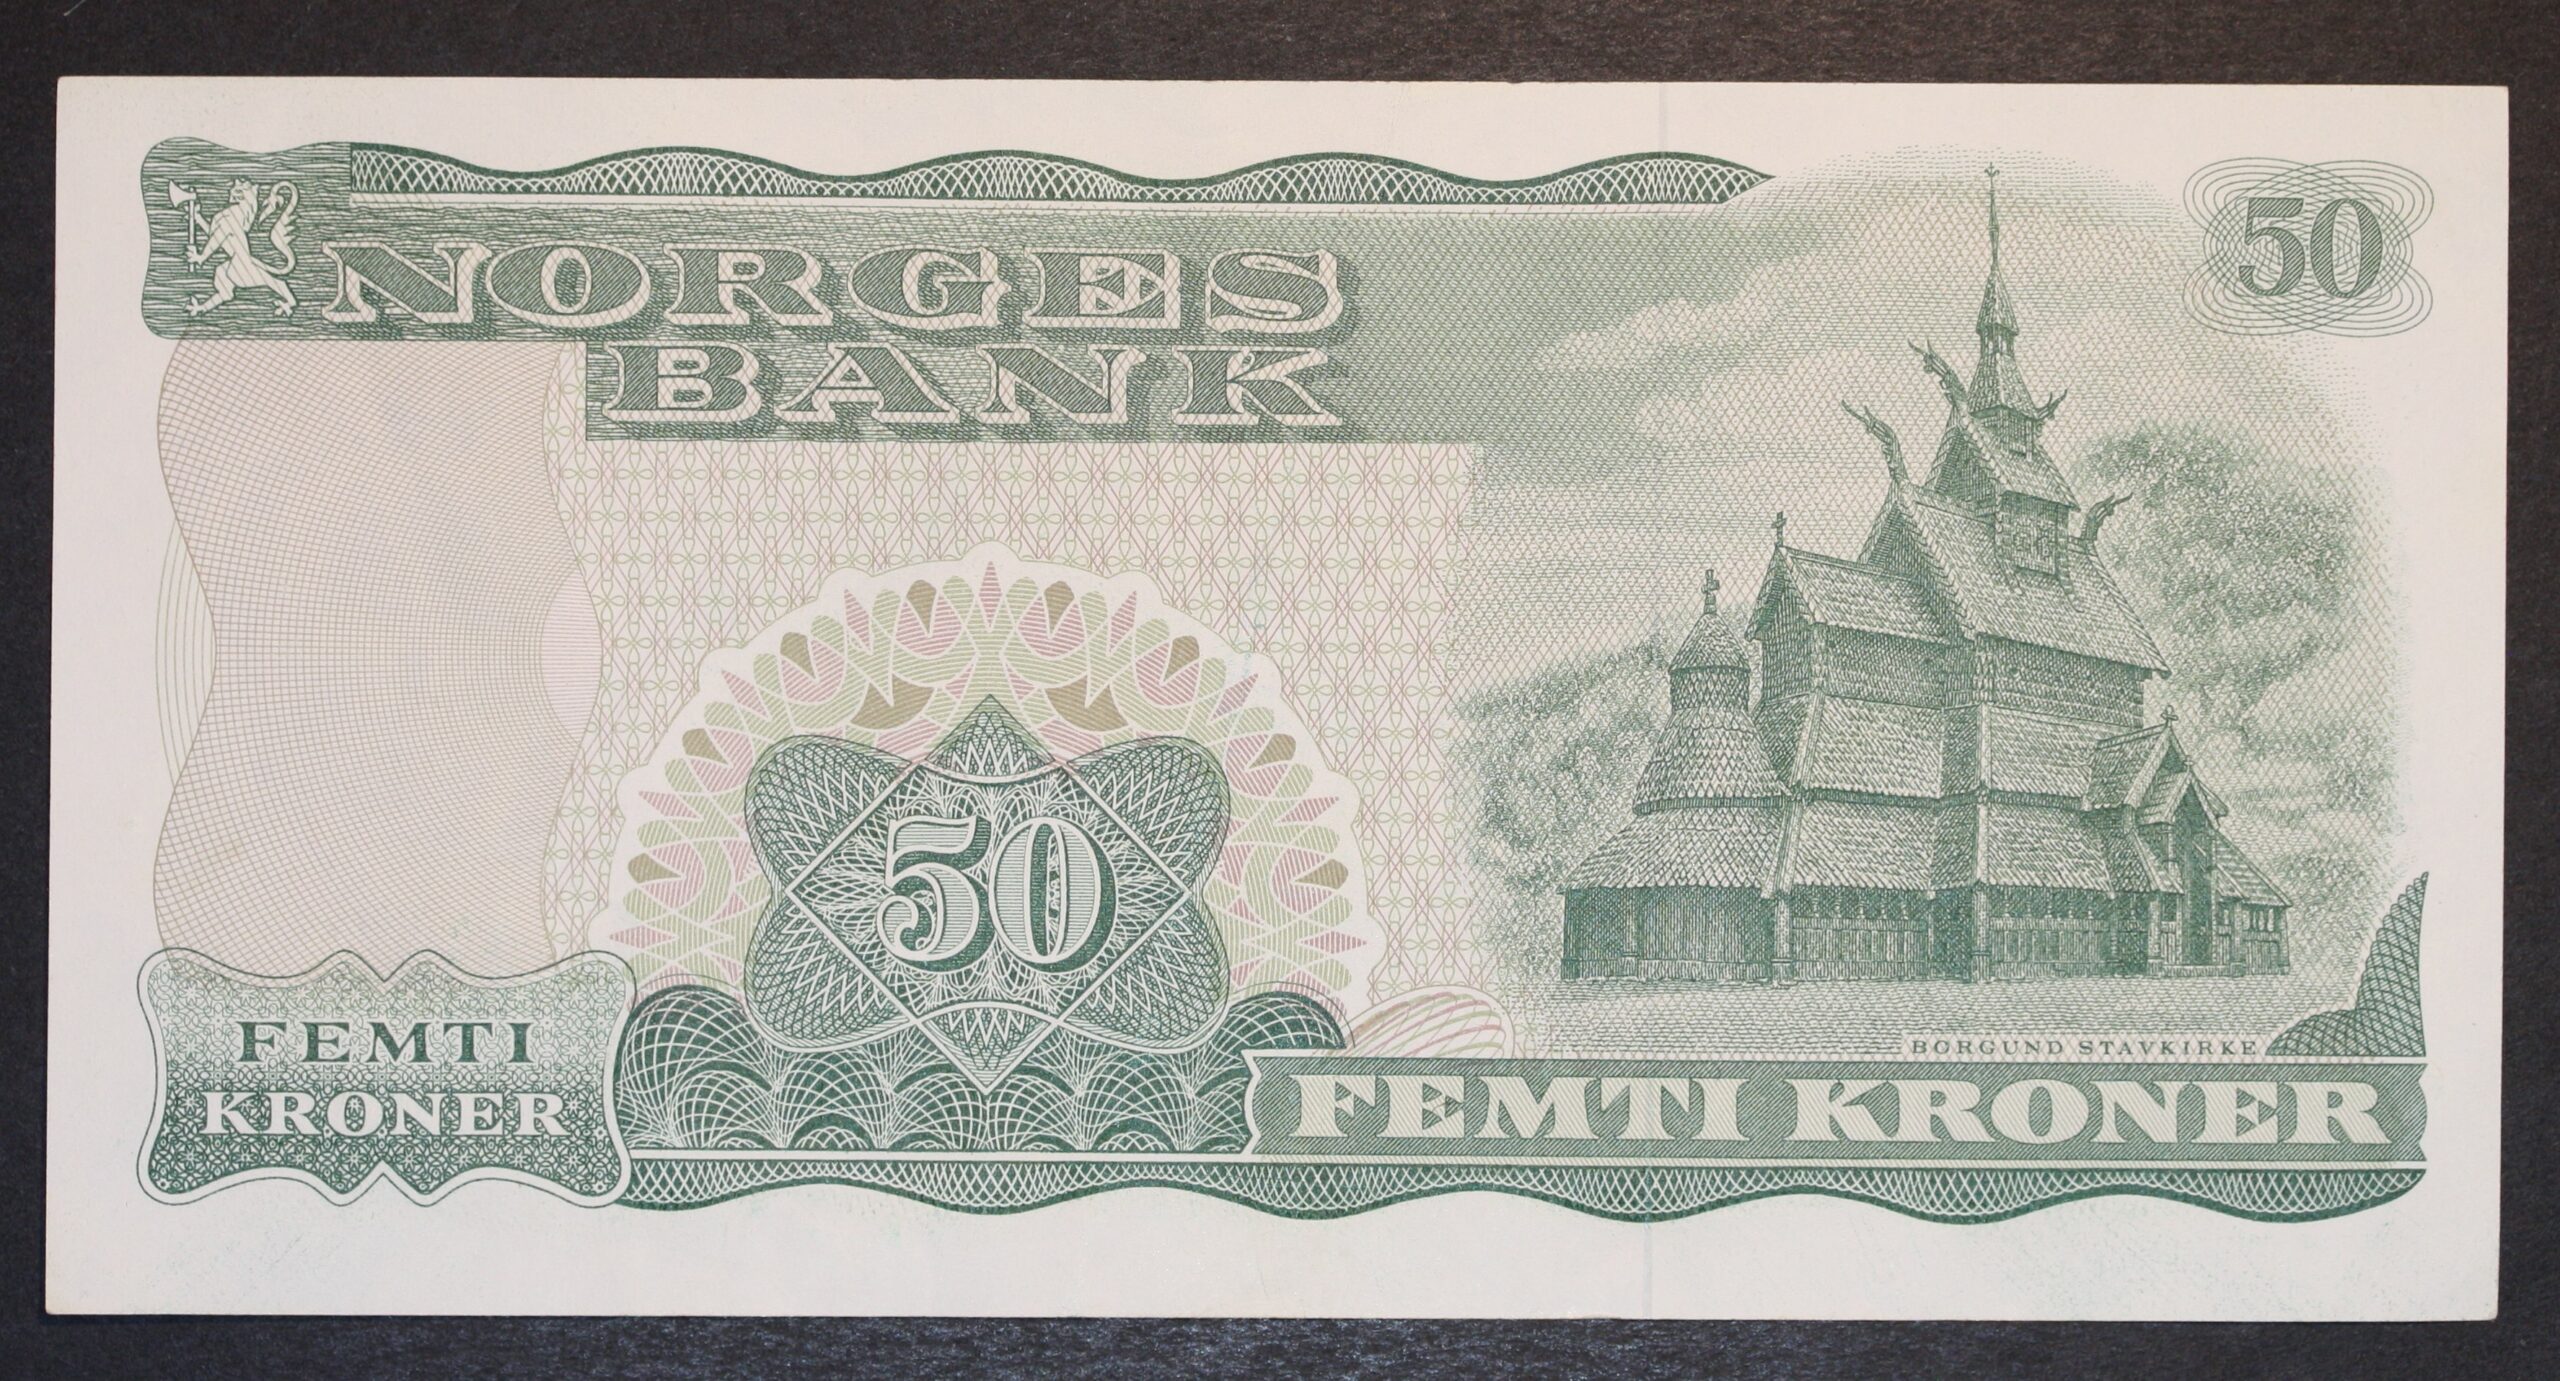 NORGES
BANK
50
50
BORGUND STAVKIRKE
FEMTI
KRONER
FEMTI KRONER